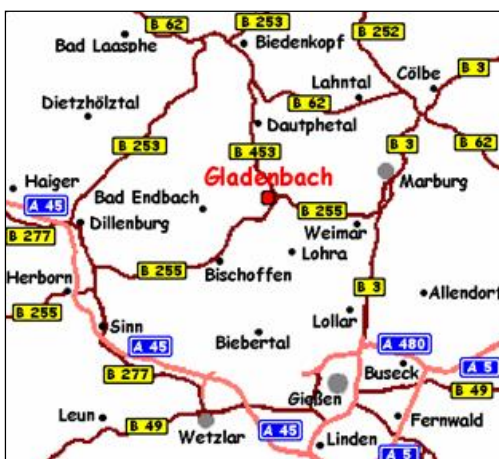 B 62
B 253
B 252
Bad Laasphe
Biedenkopf
B 3
Lahntal
Cölbe
B 62
Dietzhölztal
Dautphetal
B 253
B 453
B 3
B 62
Haiger
Gladenbach
Marburg
A 45
Bad Endbach
B 277
Dillenburg
B 255
Weimar
Lohra
B 255
Bischoffen
Herborn
B 3
Allendorf
B 255
Sinn
Lollar
Biebertal
A 45
A 480
A 5
B 277
Buseck
Gießen
B 49
Leun
B 49
Wetzlar
Fernwald
A 45
Linden
A 5